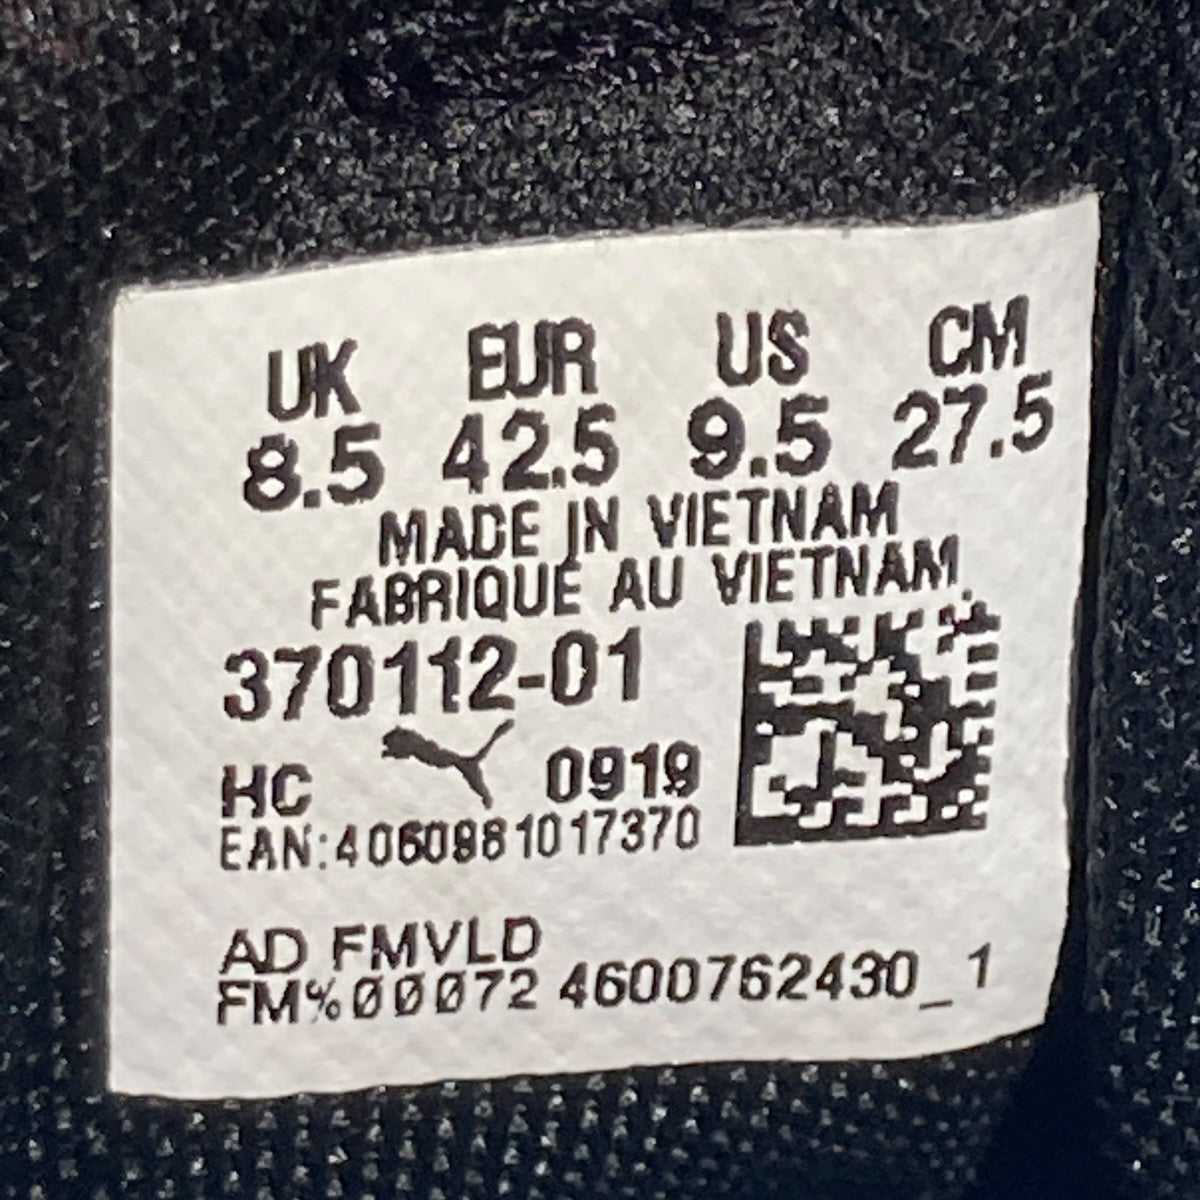 UK EUR US CM
8.5 42.5 9.5 27.5
MADE IN VIETNAM
FABRIQUÉ AU VIETNAM
370112-01
HC 0919
EAN:4060981017370
AD FMVLD
FM%00072 4600762430_1